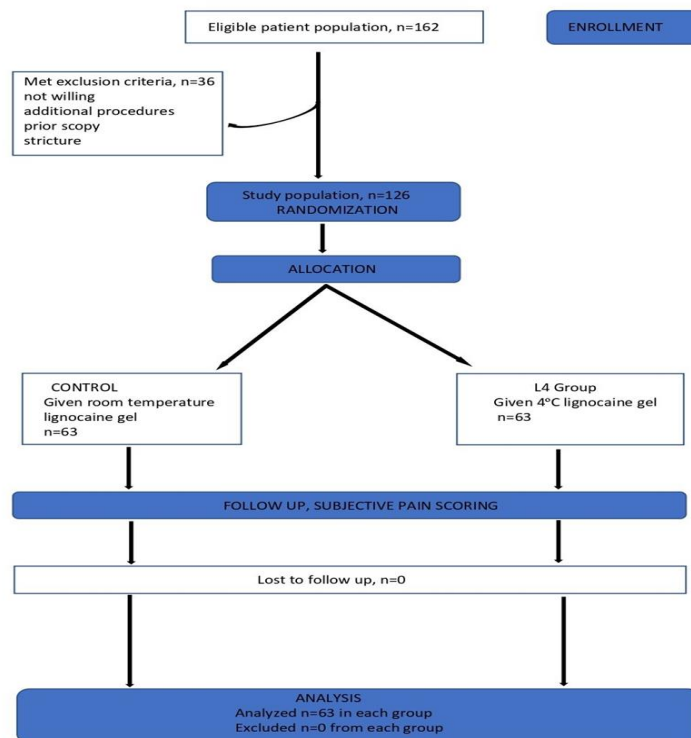 Eligible patient population, n=162
ENROLLMENT
Met exclusion criteria, n=36
not willing
additional procedures
prior scopy
stricture
Study population, n=126
RANDOMIZATION
ALLOCATION
CONTROL
Given room temperature
lignocaine gel
n=63
L4 Group
Given 4°C lignocaine gel
n=63
FOLLOW UP, SUBJECTIVE PAIN SCORING
Lost to follow up, n=0
ANALYSIS
Analyzed n=63 in each group
Excluded n=0 from each group